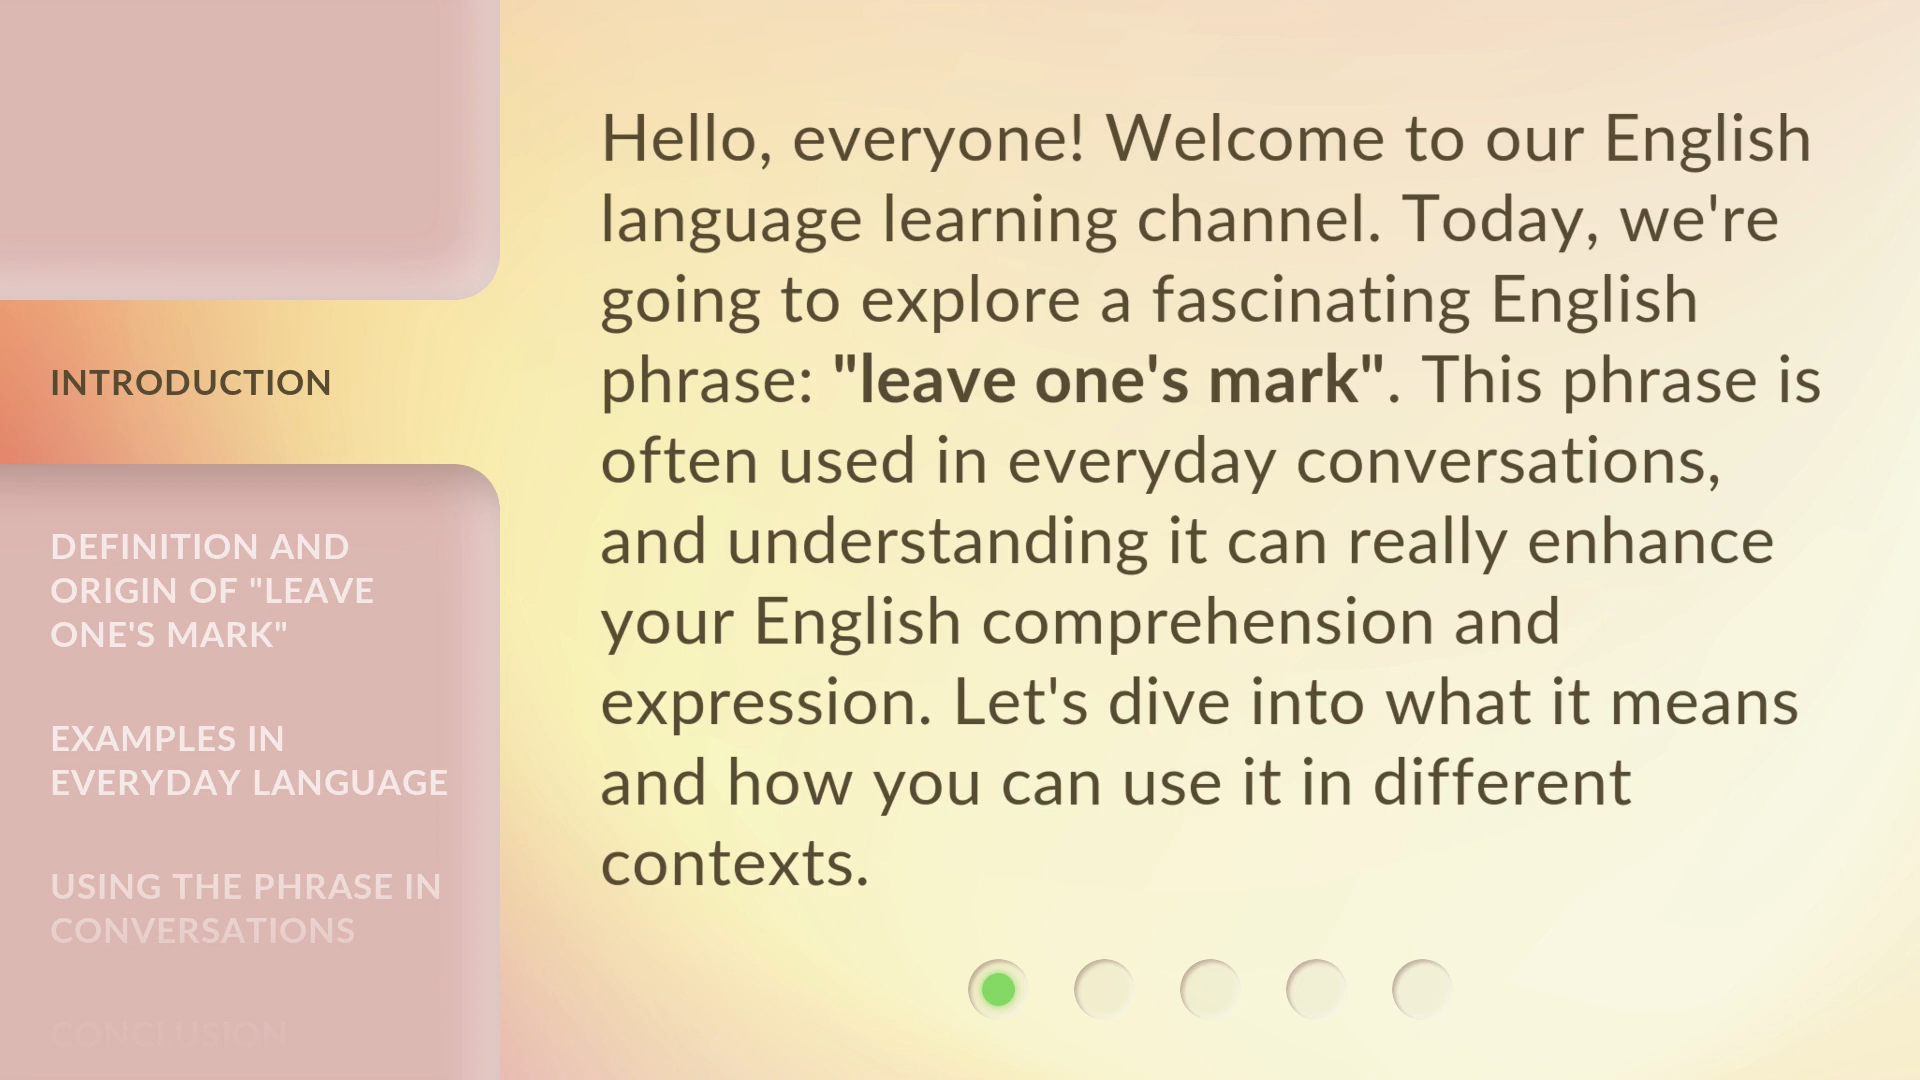 INTRODUCTION
DEFINITION AND
ORIGIN OF "LEAVE
ONE'S MARK"
EXAMPLES IN
EVERYDAY LANGUAGE
USING THE PHRASE IN
CONVERSATIONS
CONCLUSION
Hello, everyone! Welcome to our English
language learning channel. Today, we're
going to explore a fascinating English
phrase: "leave one's mark". This phrase is
often used in everyday conversations,
and understanding it can really enhance
your English comprehension and
expression. Let's dive into what it means
and how you can use it in different
contexts.